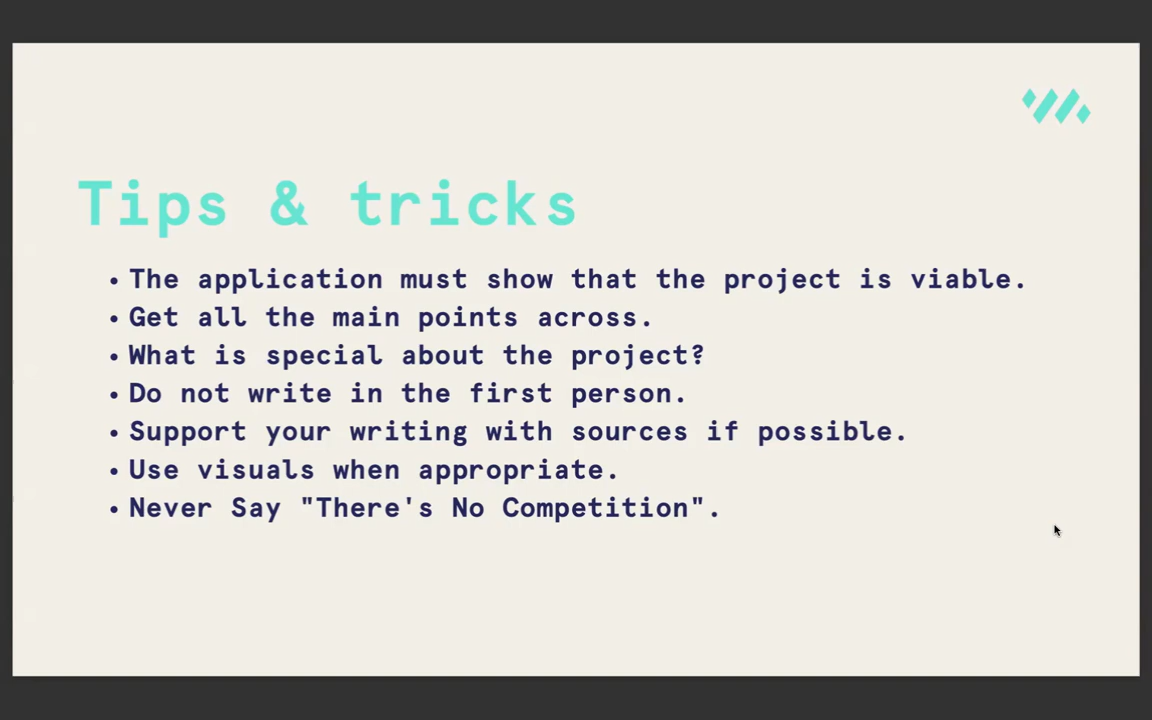 Tips & tricks
• The application must show that the project is viable.
• Get all the main points across.
• What is special about the project?
• Do not write in the first person.
• Support your writing with sources if possible.
• Use visuals when appropriate.
• Never Say "There's No Competition".